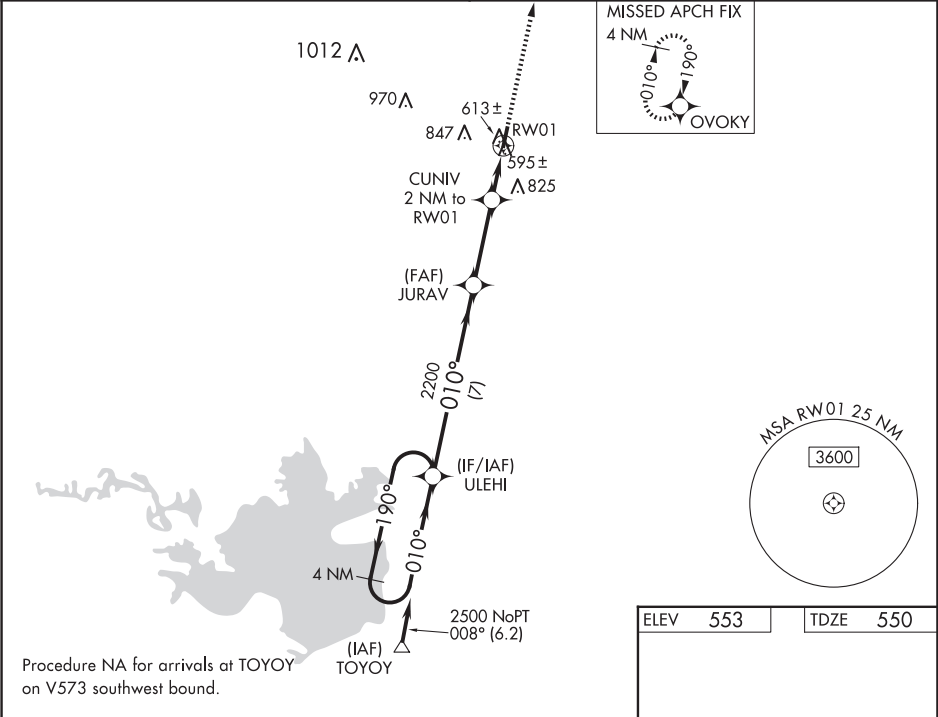 MISSED APCH FIX
4 NM
010°
190°
OVOKY
1012
970
613±
847
RW01
595±
825
CUNIV
2 NM to
RW01
(FAF)
JURAV
2200
010°
(7)
MSA RW01 25 NM
3600
(IF/IAF)
ULEHI
190°
010°
4 NM
2500 NoPT
008° (6.2)
(IAF)
TOYOY
ELEV 553
TDZE 550
Procedure NA for arrivals at TOYOY
on V573 southwest bound.